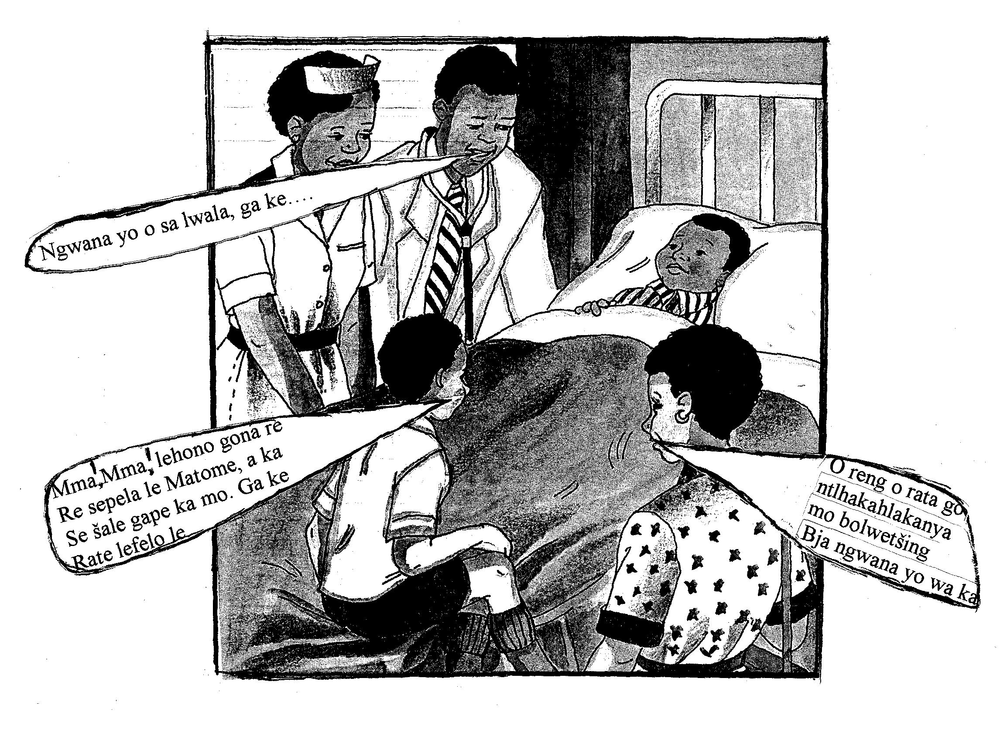 Ngwana yo o sa lwala, ga ke....
Mma, Mma, lehono gona re
Re sepela le Matome, a ka
Se šale gape ka mo. Ga ke
Rate lefelo le
O reng o rata go
ntlhakahlakanya
mo bolwetšing
Bja ngwana yo wa ka